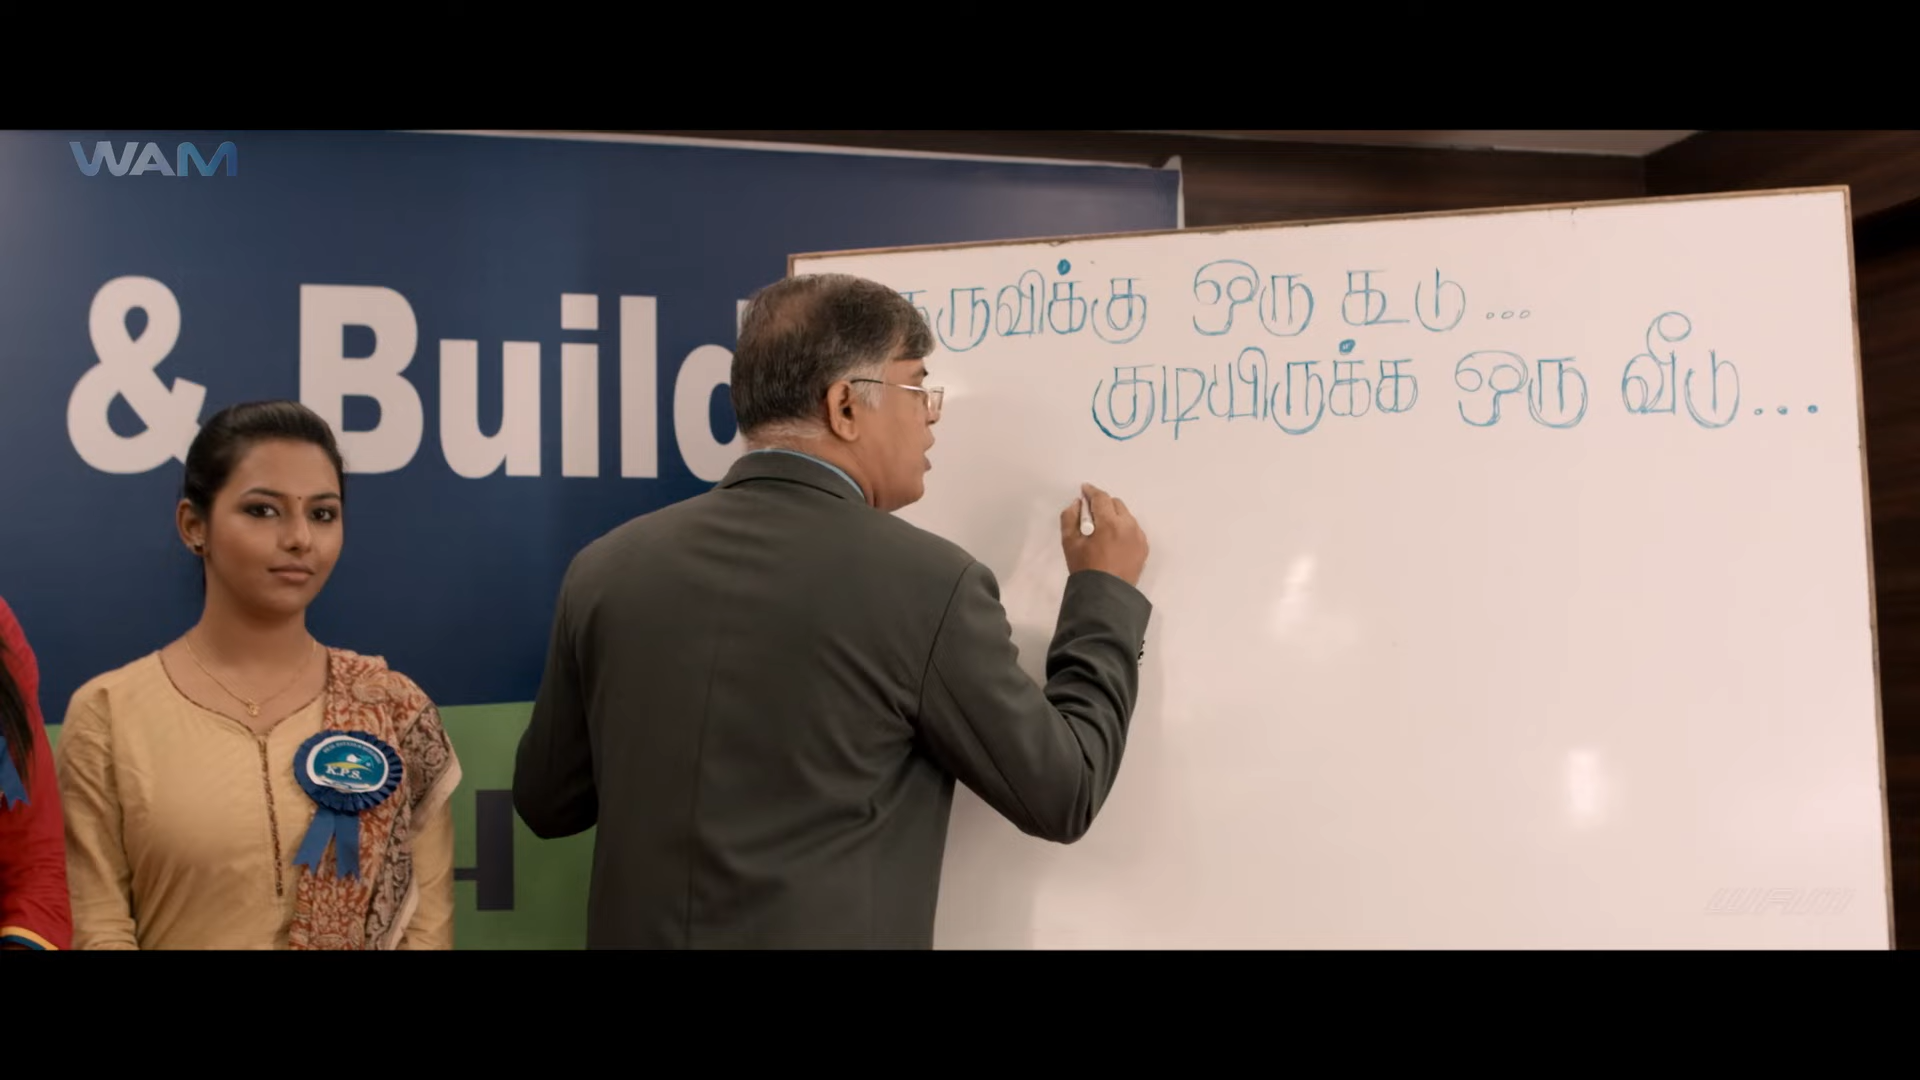 WAM
& Build
குருவிக்கு ஒரு கூடு...
குடியிருக்க ஒரு வீடு...
K.P.S.